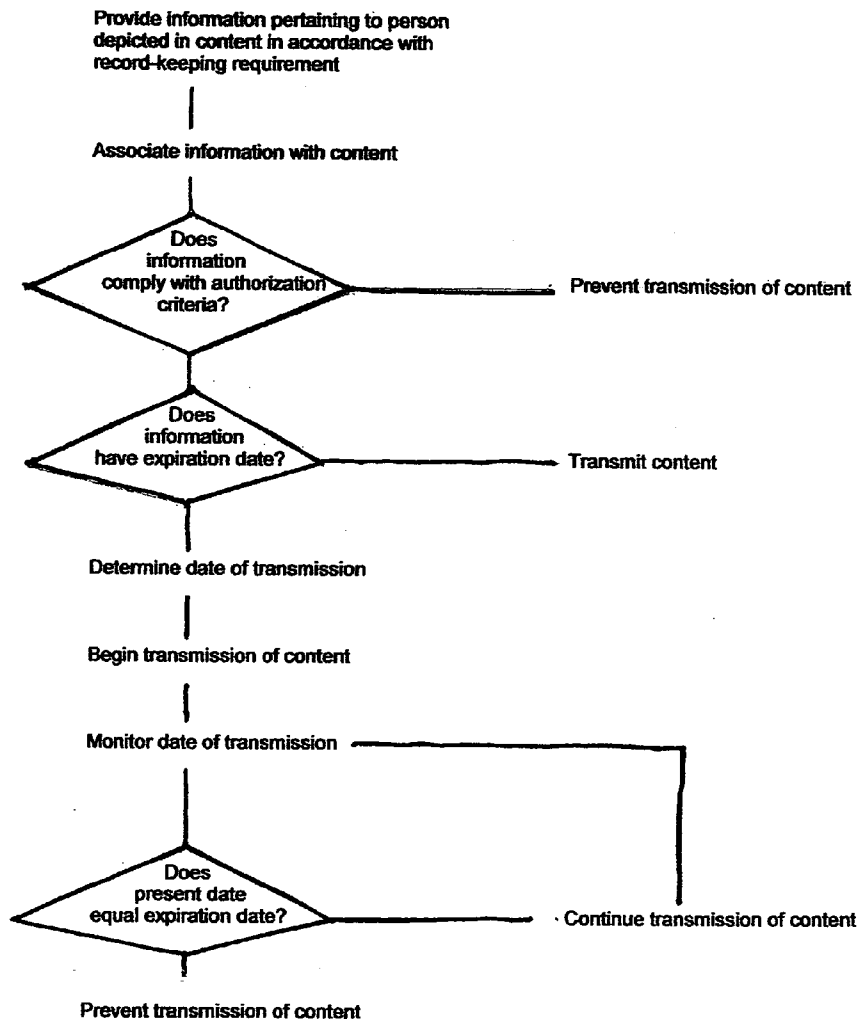 Provide information pertaining to person
depicted in content in accordance with
record-keeping requirement
Associate information with content
Does
information
comply with authorization
criteria?
Prevent transmission of content
Does
information
have expiration date?
Transmit content
Determine date of transmission
Begin transmission of content
Monitor date of transmission
Does
present date
equal expiration date?
Continue transmission of content
Prevent transmission of content